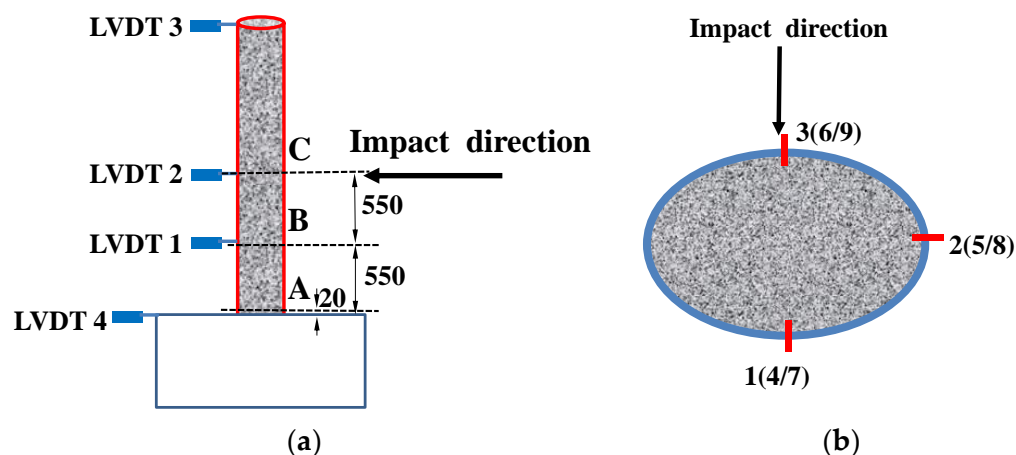 LVDT 3
C
Impact direction
LVDT 2
550
B
LVDT 1
550
A
20
LVDT 4
(a)
Impact direction
3(6/9)
2(5/8)
1(4/7)
(b)